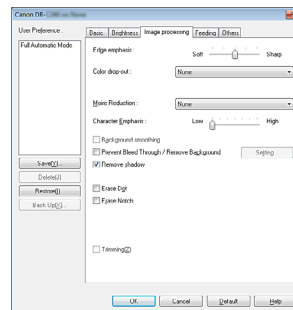 Canon DR-
User Preference :
Full Automatic Mode
Save(Y)...
Delete(J)
Restore(I)
Back Up(X)...
Basic Brightness Image processing Feeding Others
Edge emphasis :
Soft Sharp
Color drop-out :
None
Moire Reduction :
None
Character Emphasis :
Low High
Background smoothing
Prevent Bleed Through / Remove Background
Setting
Remove shadow
Erase Dot
Erase Notch
Trimming(Z)
OK
Cancel
Default
Help